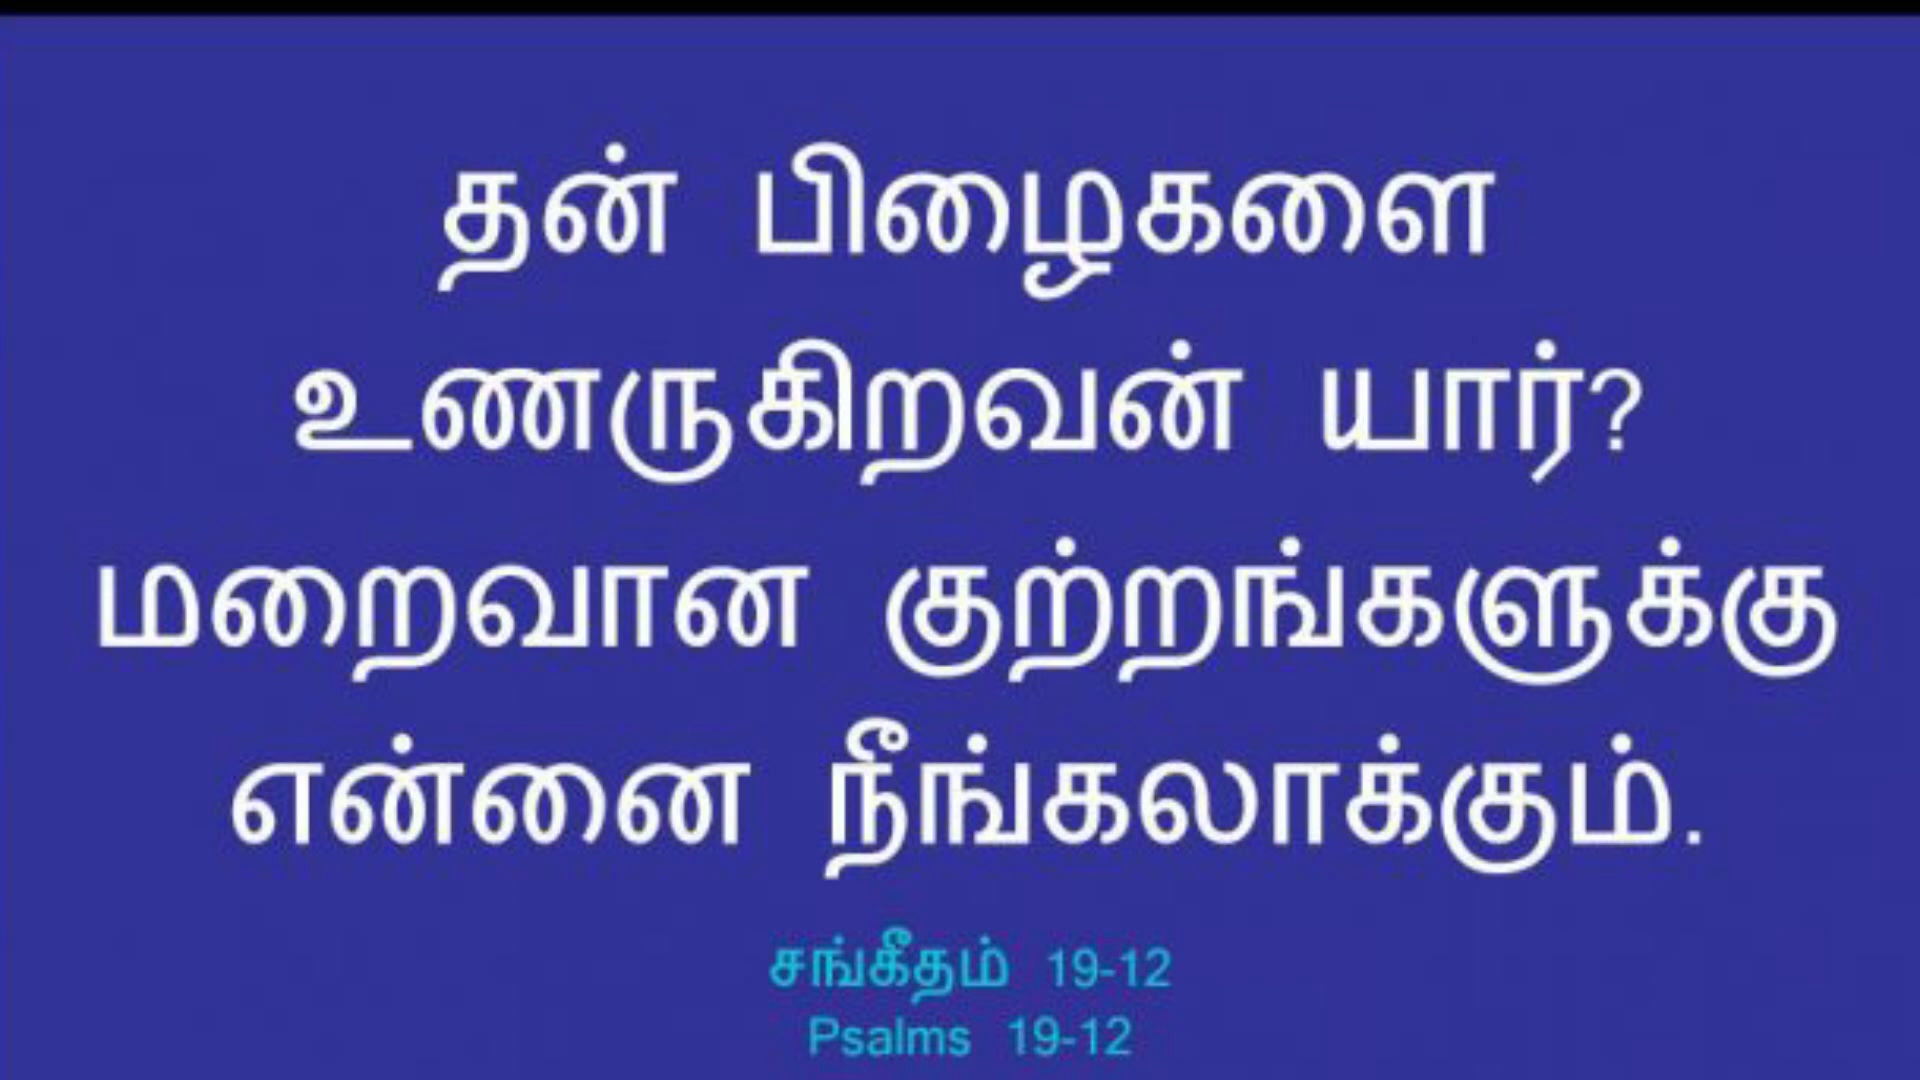 தன் பிழைகளை
உணருகிறவன் யார்?
மறைவான குற்றங்களுக்கு
என்னை நீங்கலாக்கும்.
சங்கீதம் 19-12
Psalms 19-12